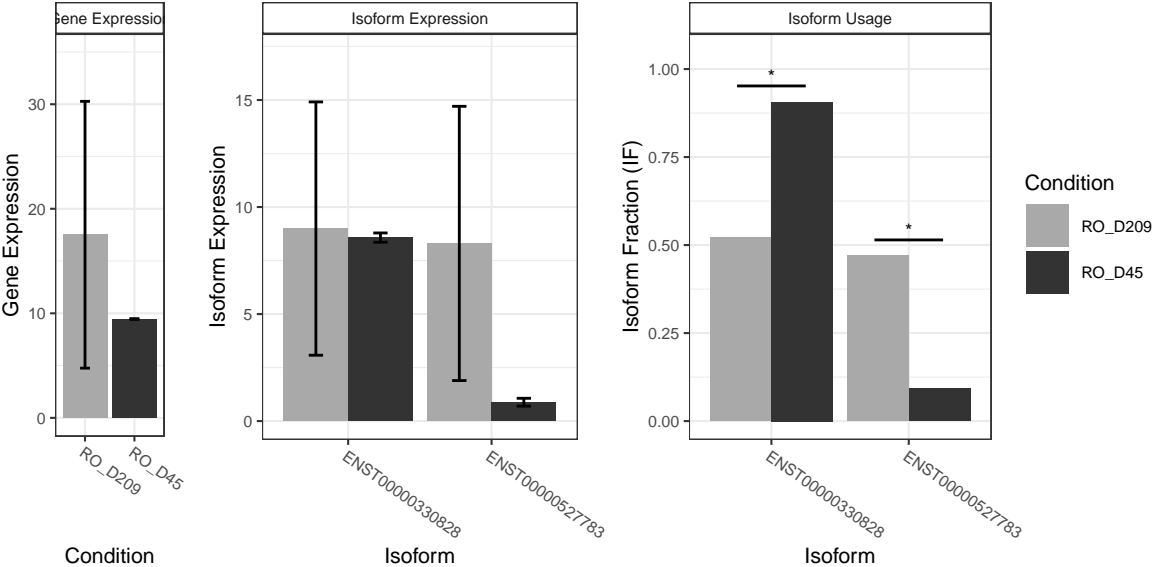 Gene Expression
Isoform Expression
Isoform Usage
Gene Expression
30
20
10
0
RO_D209
RO_D45
Condition
Isoform Expression
15
10
5
0
ENST00000330828
ENST00000527783
Isoform
Isoform Fraction (IF)
1.00
0.75
0.50
0.25
0.00
*
*
ENST00000330828
ENST00000527783
Isoform
Condition
RO_D209
RO_D45